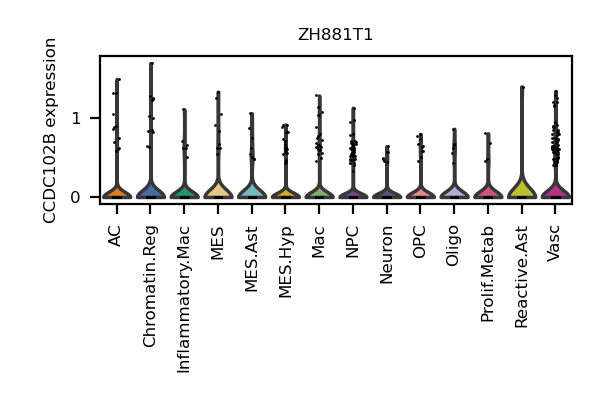 ZH881T1
CCDC102B expression
1
0
AC
Chromatin.Reg
Inflammatory.Mac
MES
MES.Ast
MES.Hyp
Mac
NPC
Neuron
OPC
Oligo
Prolif.Metab
Reactive.Ast
Vasc